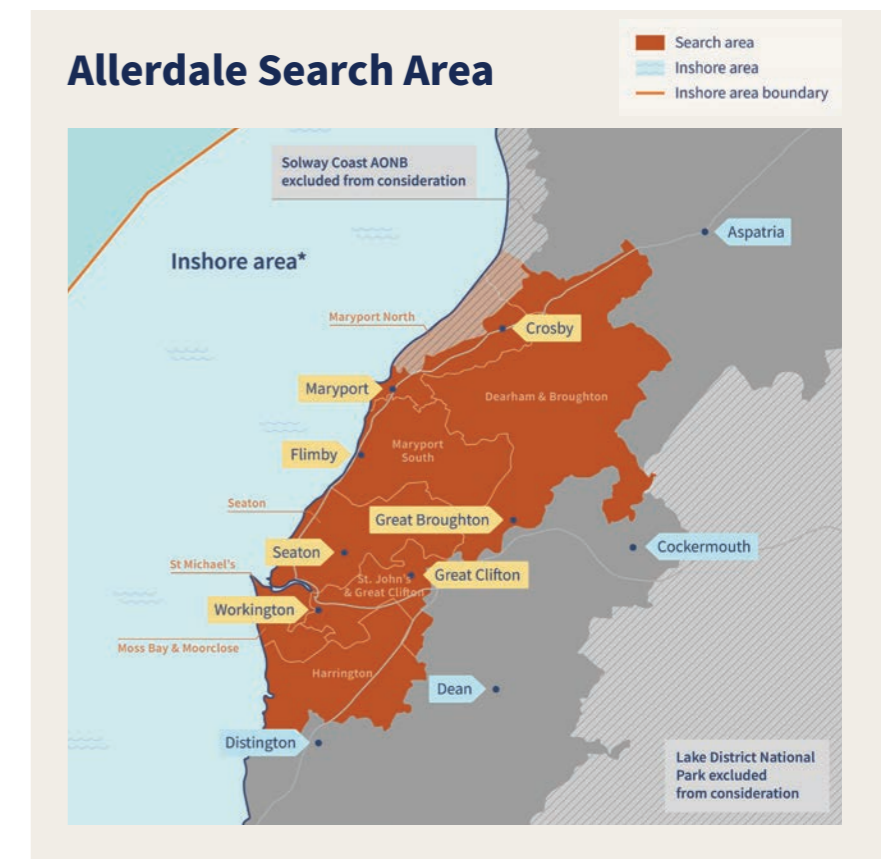 Allerdale Search Area
Search area
Inshore area
Inshore area boundary
Solway Coast AONB
excluded from consideration
Aspatria
Inshore area*
Maryport North
Crosby
Maryport
Dearham & Broughton
Maryport
South
Flimby
Seaton
Great Broughton
Seaton
Cockermouth
St Michael's
Great Clifton
St. John's
& Great Clifton
Workington
Moss Bay & Moorclose
Harrington
Dean
Distington
Lake District National
Park excluded
from consideration